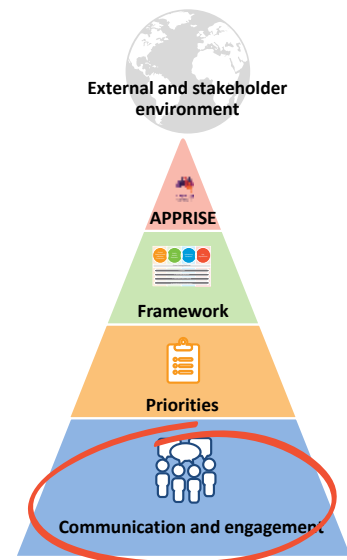 External and stakeholder
environment
APPRISE
Framework
Priorities
Communication and engagement